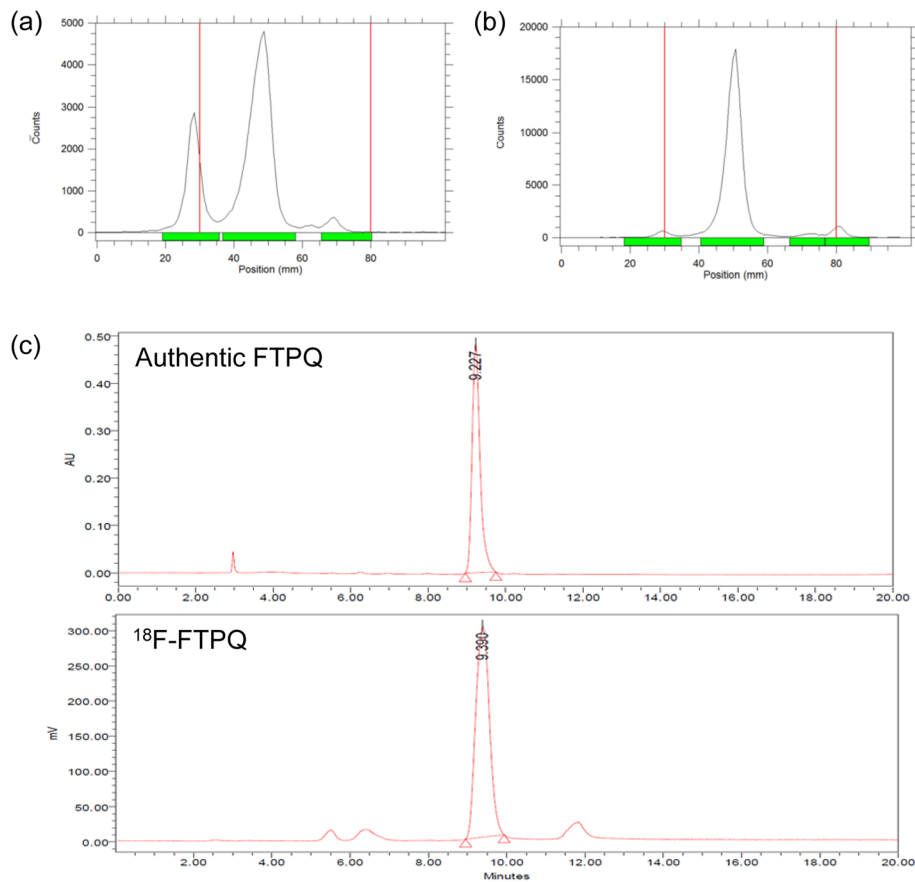 (a)
5000
4000
3000
2000
1000
0
Counts
0 20 40 60 80
Position (mm)
(b)
20000
15000
10000
5000
0
Counts
0 20 40 60 80
Position (mm)
(c)
Authentic FTPQ
9.227
0.50
0.40
0.30
0.20
0.10
0.00
AU
0.00 2.00 4.00 6.00 8.00 10.00 12.00 14.00 16.00 18.00 20.00
18F-FTPQ
9.390
300.00
250.00
200.00
150.00
100.00
50.00
0.00
mV
2.00 4.00 6.00 8.00 10.00 12.00 14.00 16.00 18.00 20.00
Minutes